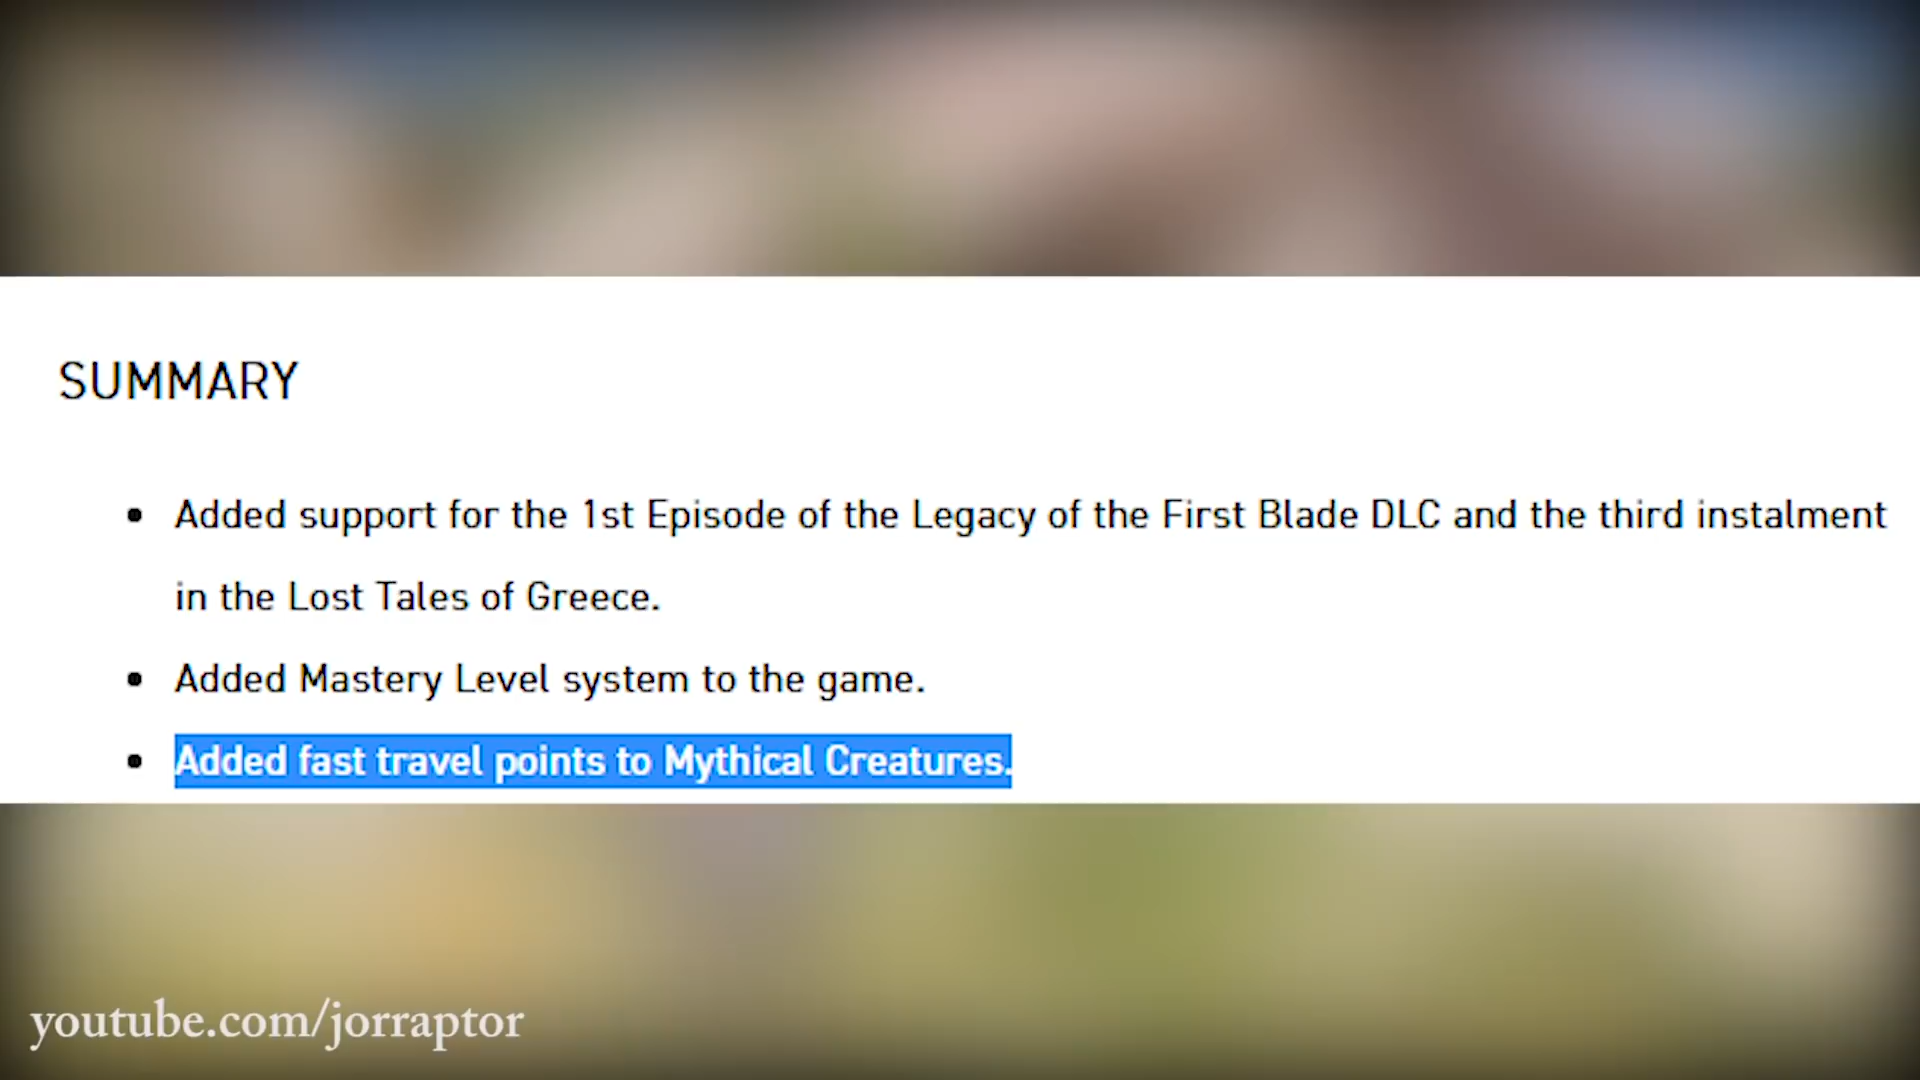 SUMMARY
• Added support for the 1st Episode of the Legacy of the First Blade DLC and the third instalment
in the Lost Tales of Greece.
• Added Mastery Level system to the game.
• Added fast travel points to Mythical Creatures.
youtube.com/jorraptor